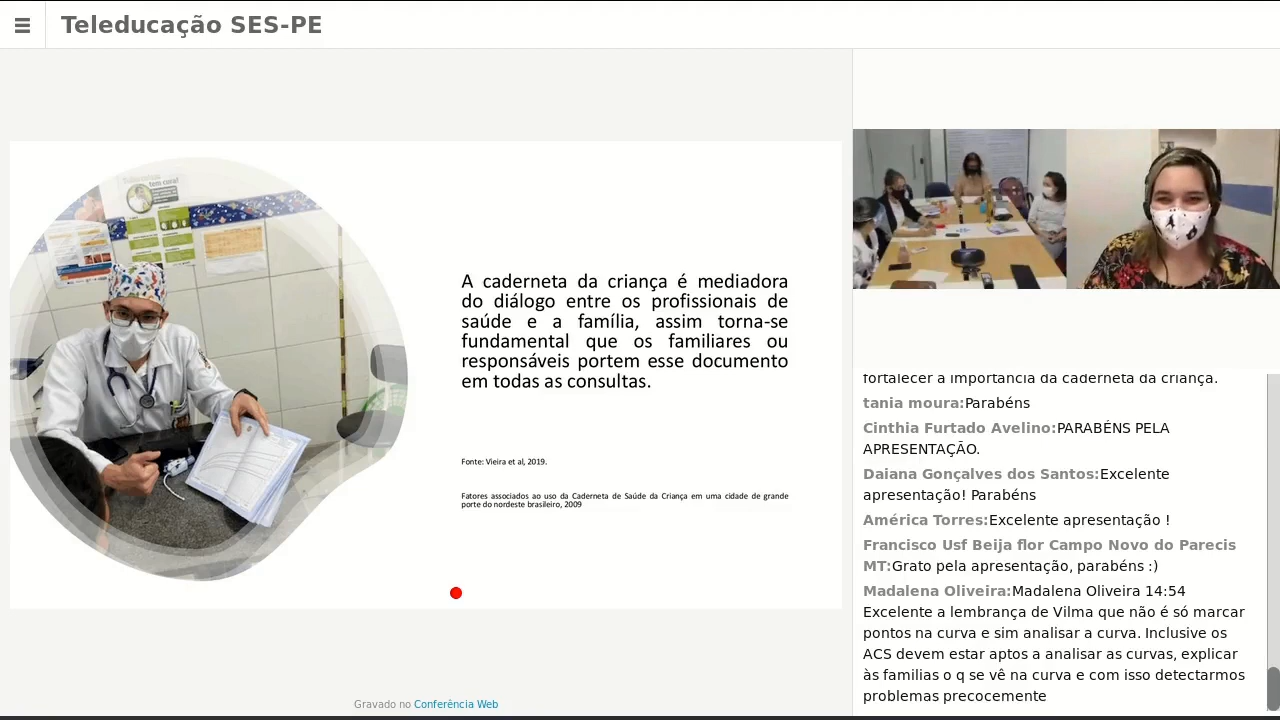 Teleducação SES-PE
tem cura!
A caderneta da criança é mediadora
do diálogo entre os profissionais de
saúde e a família, assim torna-se
fundamental que os familiares ou
responsáveis portem esse documento
em todas as consultas.
Fonte: Vieira et al, 2019.
Fatores associados ao uso da Caderneta de Saúde da Criança em uma cidade de grande
porte do nordeste brasileiro, 2009
Gravado no Conferência Web
fortalecer a importância da caderneta da criança.
tania moura:Parabéns
Cinthia Furtado Avelino:PARABÉNS PELA
APRESENTAÇÃO.
Daiana Gonçalves dos Santos:Excelente
apresentação! Parabéns
América Torres:Excelente apresentação !
Francisco Usf Beija flor Campo Novo do Parecis
MT:Grato pela apresentação, parabéns :)
Madalena Oliveira:Madalena Oliveira 14:54
Excelente a lembrança de Vilma que não é só marcar
pontos na curva e sim analisar a curva. Inclusive os
ACS devem estar aptos a analisar as curvas, explicar
às familias o q se vê na curva e com isso detectarmos
problemas precocemente